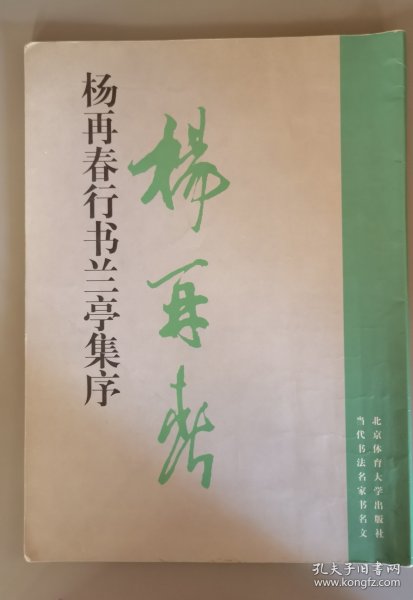 杨再春行书兰亭集序
楊再春
北京体育大学出版社
当代书法名家书名文
孔夫子旧书网
www.kongfz.com